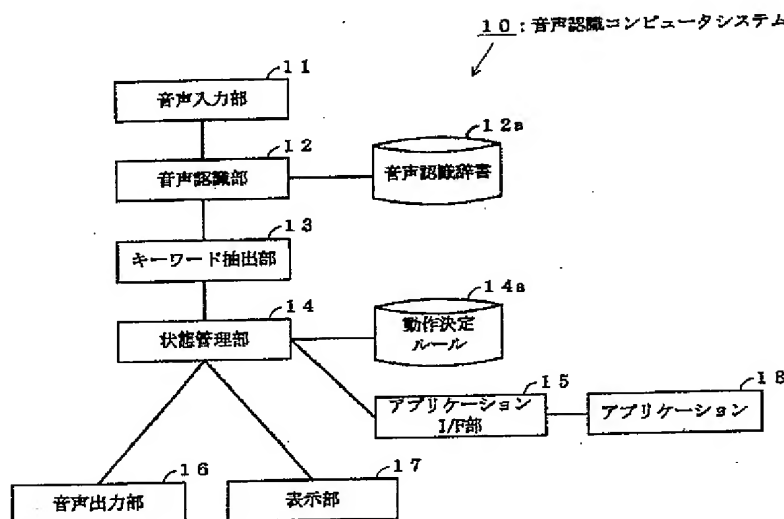 １０：音声認識コンピュータシステム
１１
音声入力部
１２
音声認識部
１２a
音声認識辞書
１３
キーワード抽出部
１４
状態管理部
１４a
動作決定
ルール
１５
アプリケーション
I/F部
１８
アプリケーション
１６
音声出力部
１７
表示部